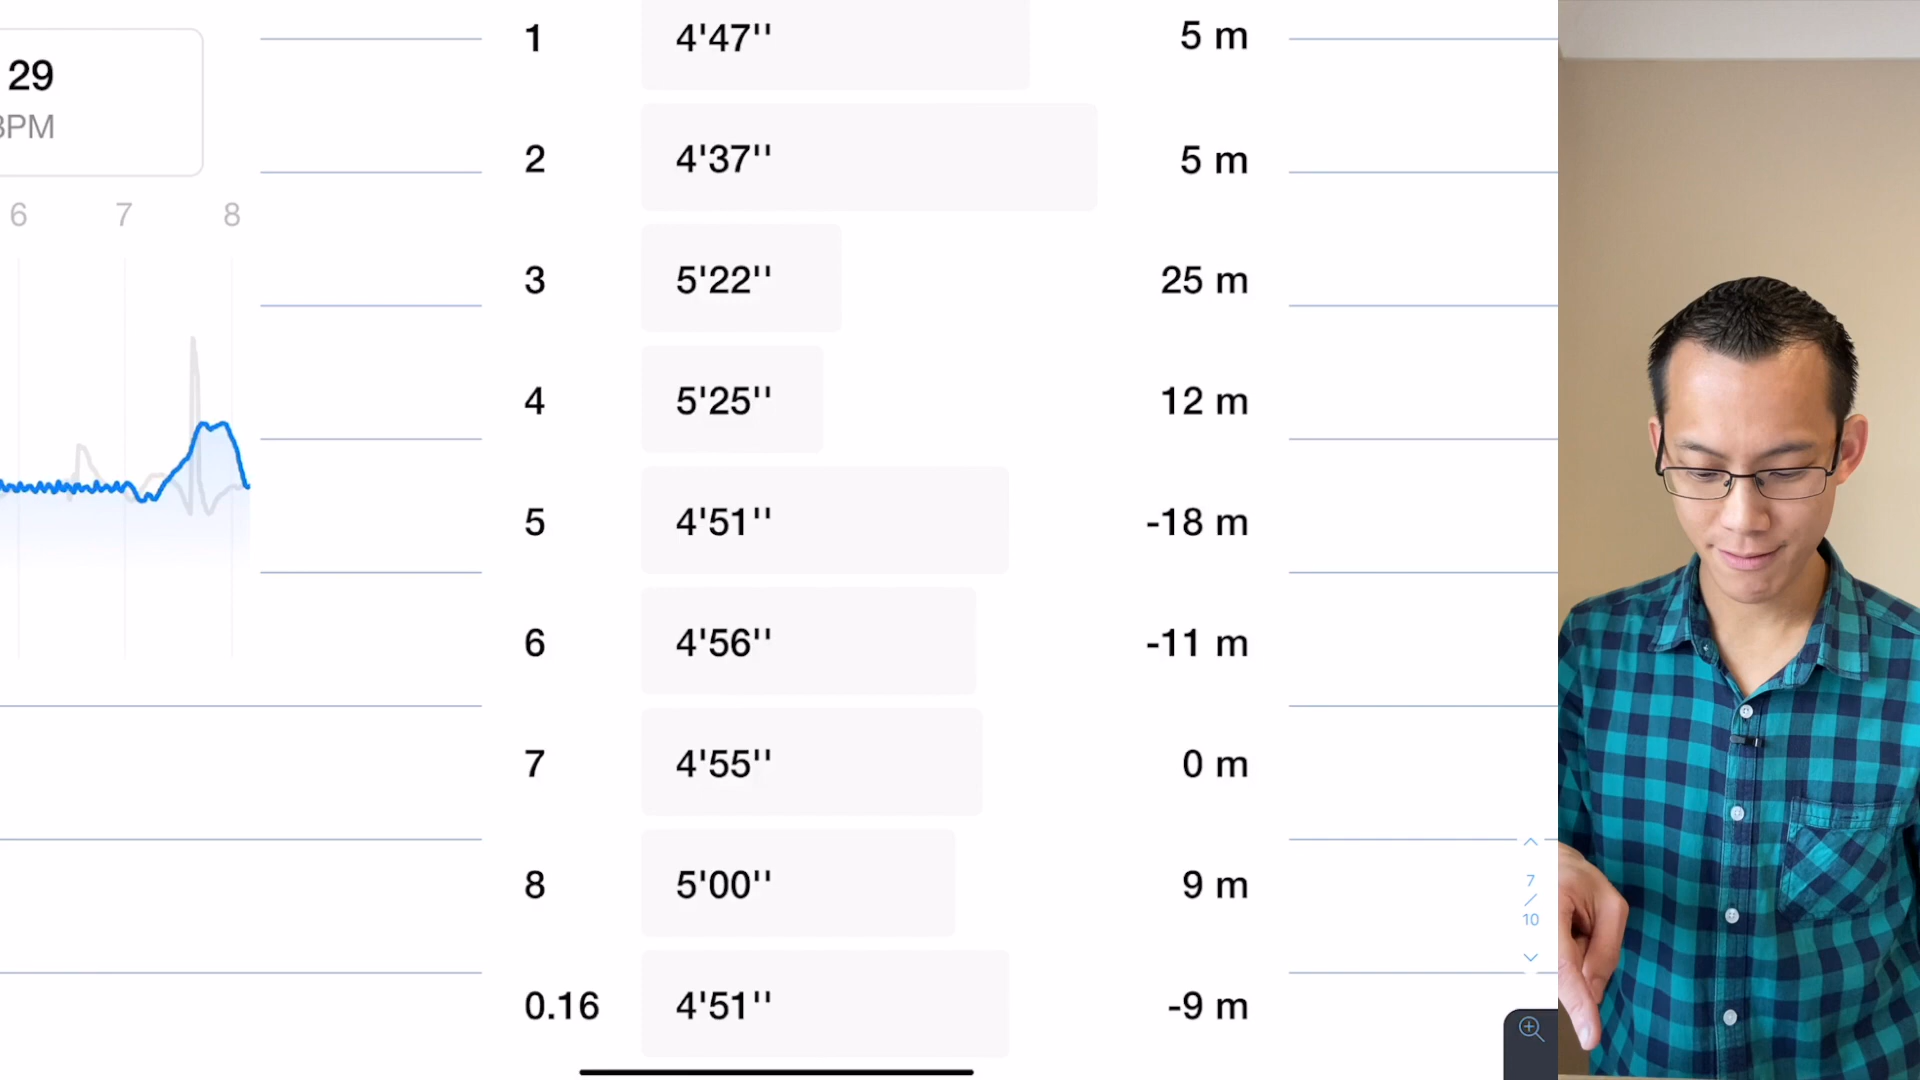 29
BPM
6 7 8
1 4'47'' 5 m
2 4'37'' 5 m
3 5'22'' 25 m
4 5'25'' 12 m
5 4'51'' -18 m
6 4'56'' -11 m
7 4'55'' 0 m
8 5'00'' 9 m
0.16 4'51'' -9 m
7
/
10